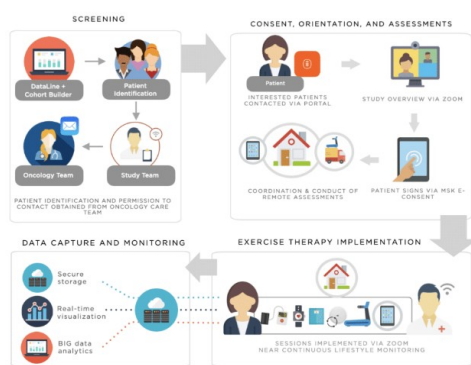 SCREENING
DataLine +
Cohort Builder
Patient
Identification
Oncology Team
Study Team
PATIENT IDENTIFICATION AND PERMISSION TO
CONTACT OBTAINED FROM ONCOLOGY CARE
TEAM
CONSENT, ORIENTATION, AND ASSESSMENTS
Patient
INTERESTED PATIENTS
CONTACTED VIA PORTAL
STUDY OVERVIEW VIA ZOOM
COORDINATION & CONDUCT OF
REMOTE ASSESSMENTS
PATIENT SIGNS VIA MSK E-
CONSENT
DATA CAPTURE AND MONITORING
Secure
storage
Real-time
visualization
BIG data
analytics
EXERCISE THERAPY IMPLEMENTATION
SESSIONS IMPLEMENTED VIA ZOOM
NEAR CONTINUOUS LIFESTYLE MONITORING